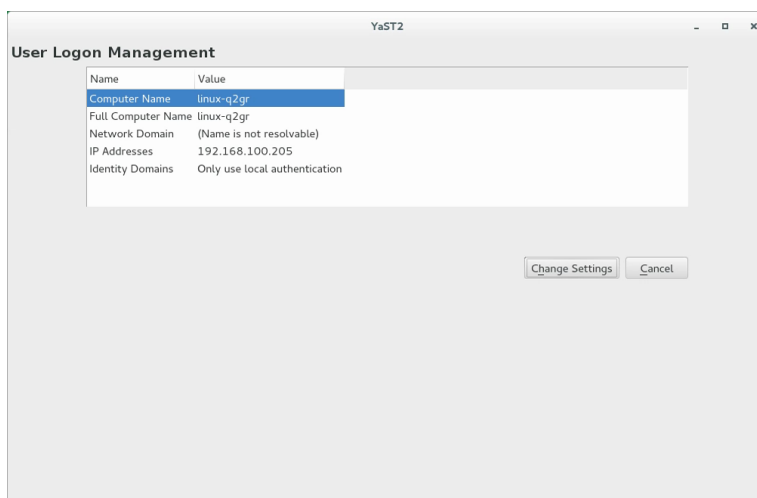 YaST2
User Logon Management
Name Value
Computer Name linux-q2gr
Full Computer Name linux-q2gr
Network Domain (Name is not resolvable)
IP Addresses 192.168.100.205
Identity Domains Only use local authentication
Change Settings Cancel